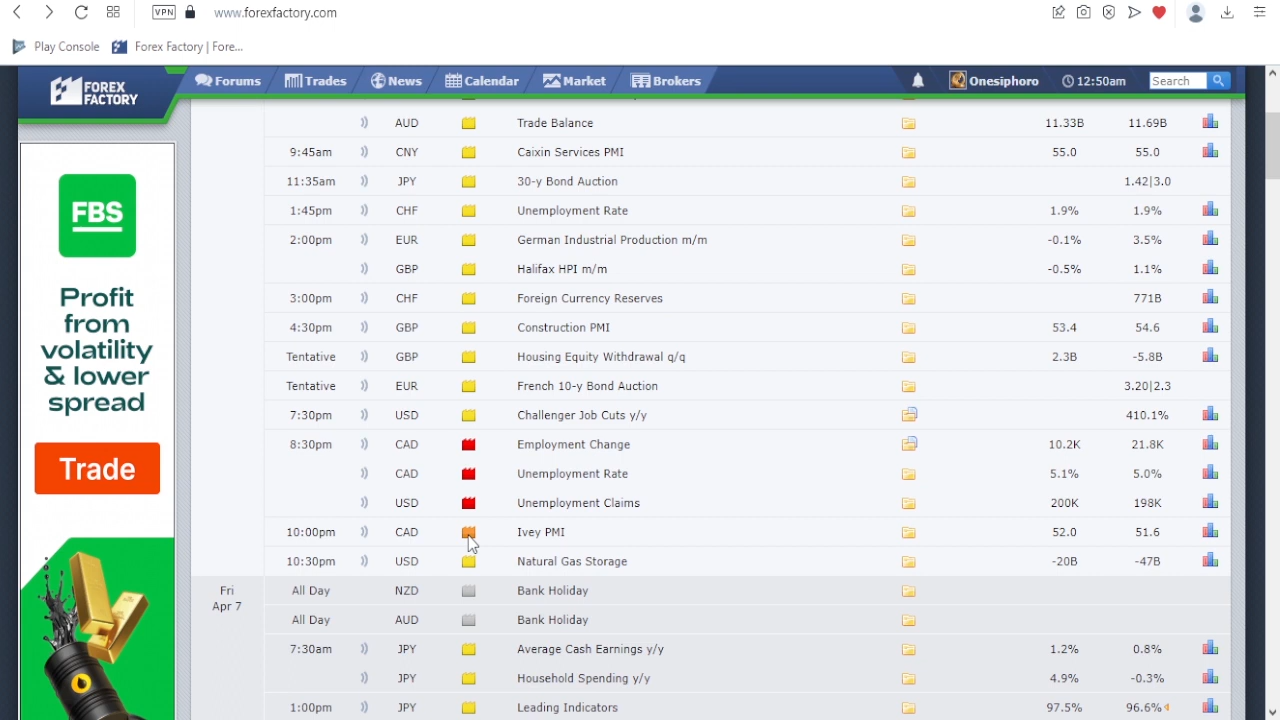 VPN www.forexfactory.com
Play Console Forex Factory | Fore...
FOREX FACTORY Forums Trades News Calendar Market Brokers Onesiphoro 12:50am Search
AUD Trade Balance 11.33B 11.69B
9:45am CNY Caixin Services PMI 55.0 55.0
11:35am JPY 30-y Bond Auction 1.42|3.0
1:45pm CHF Unemployment Rate 1.9% 1.9%
2:00pm EUR German Industrial Production m/m -0.1% 3.5%
GBP Halifax HPI m/m -0.5% 1.1%
3:00pm CHF Foreign Currency Reserves 771B
4:30pm GBP Construction PMI 53.4 54.6
Tentative GBP Housing Equity Withdrawal q/q 2.3B -5.8B
Tentative EUR French 10-y Bond Auction 3.20|2.3
7:30pm USD Challenger Job Cuts y/y 410.1%
8:30pm CAD Employment Change 10.2K 21.8K
CAD Unemployment Rate 5.1% 5.0%
USD Unemployment Claims 200K 198K
10:00pm CAD Ivey PMI 52.0 51.6
10:30pm USD Natural Gas Storage -20B -47B
Fri Apr 7 All Day NZD Bank Holiday
All Day AUD Bank Holiday
7:30am JPY Average Cash Earnings y/y 1.2% 0.8%
JPY Household Spending y/y 4.9% -0.3%
1:00pm JPY Leading Indicators 97.5% 96.6%
FBS
Profit
from
volatility
& lower
spread
Trade